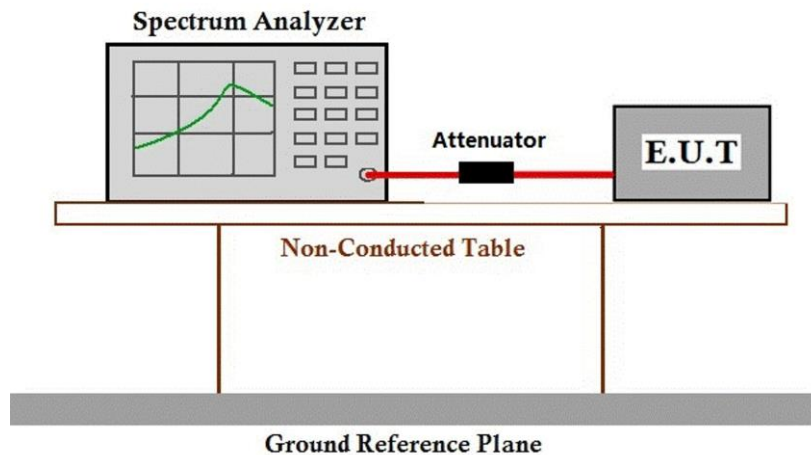 Spectrum Analyzer
Attenuator
E.U.T
Non-Conducted Table
Ground Reference Plane